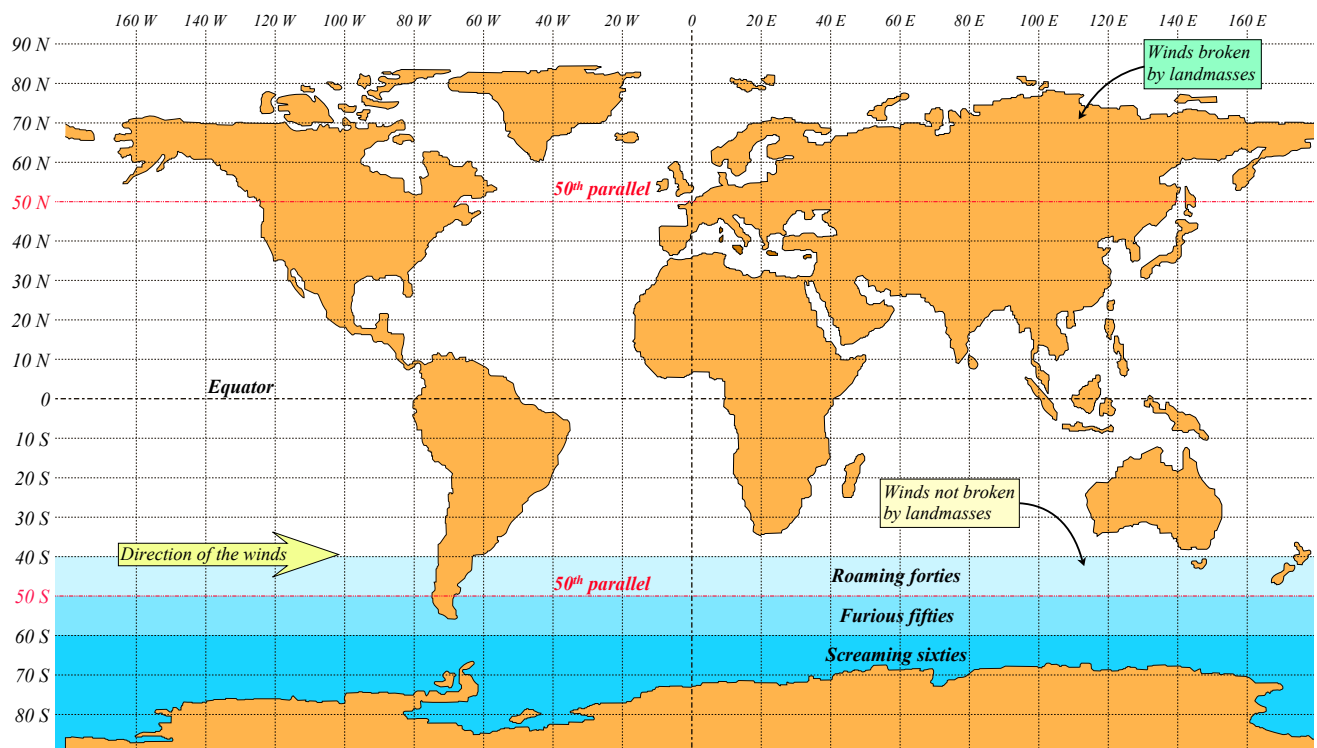 160 W 140 W 120 W 100 W 80 W 60 W 40 W 20 W 0 20 E 40 E 60 E 80 E 100 E 120 E 140 E 160 E
90 N
Winds broken
by landmasses
80 N
70 N
60 N
50th parallel
50 N
40 N
30 N
20 N
10 N
Equator
0
10 S
20 S
Winds not broken
by landmasses
30 S
Direction of the winds
40 S
50th parallel
Roaming forties
50 S
Furious fifties
60 S
Screaming sixties
70 S
80 S